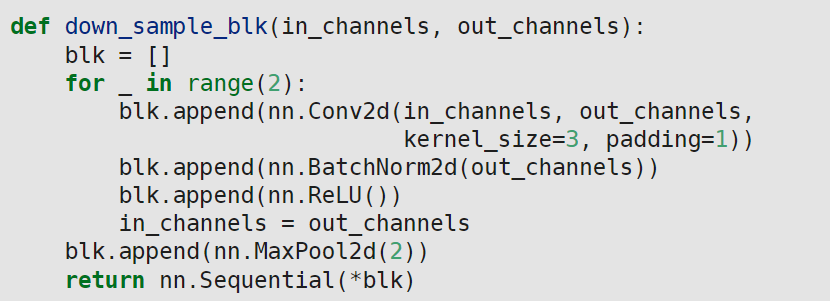 def down_sample_blk(in_channels, out_channels):
    blk = []
    for _ in range(2):
        blk.append(nn.Conv2d(in_channels, out_channels,
                             kernel_size=3, padding=1))
        blk.append(nn.BatchNorm2d(out_channels))
        blk.append(nn.ReLU())
        in_channels = out_channels
    blk.append(nn.MaxPool2d(2))
    return nn.Sequential(*blk)